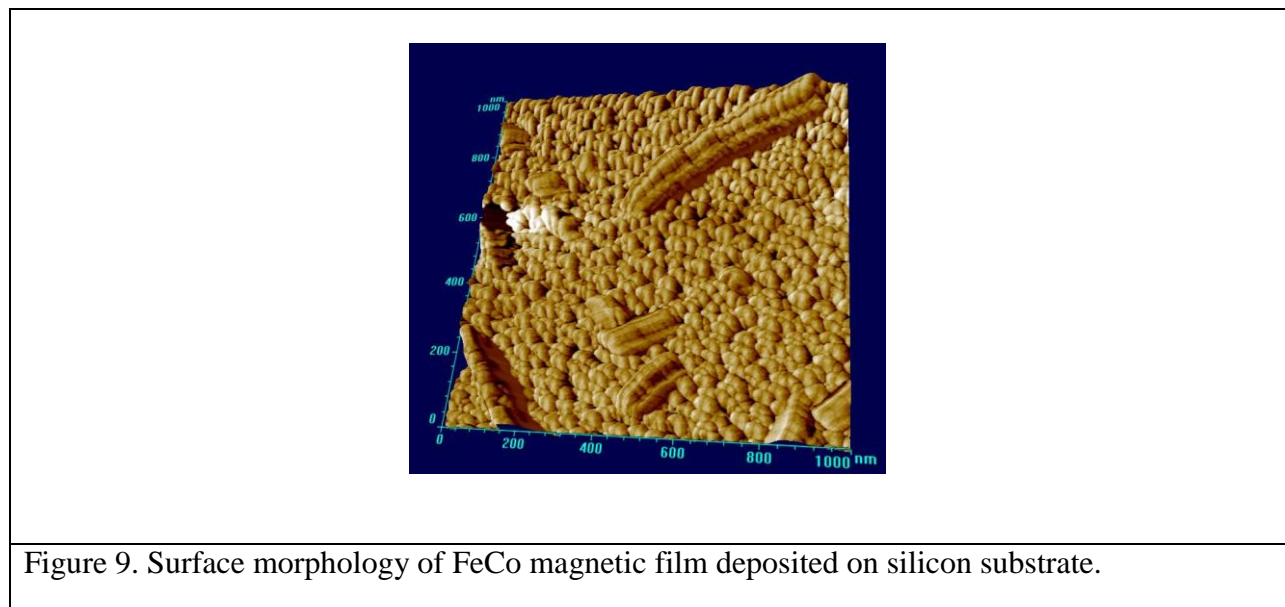 nm
1000
800
600
400
200
0
0 200 400 600 800 1000 nm
Figure 9. Surface morphology of FeCo magnetic film deposited on silicon substrate.